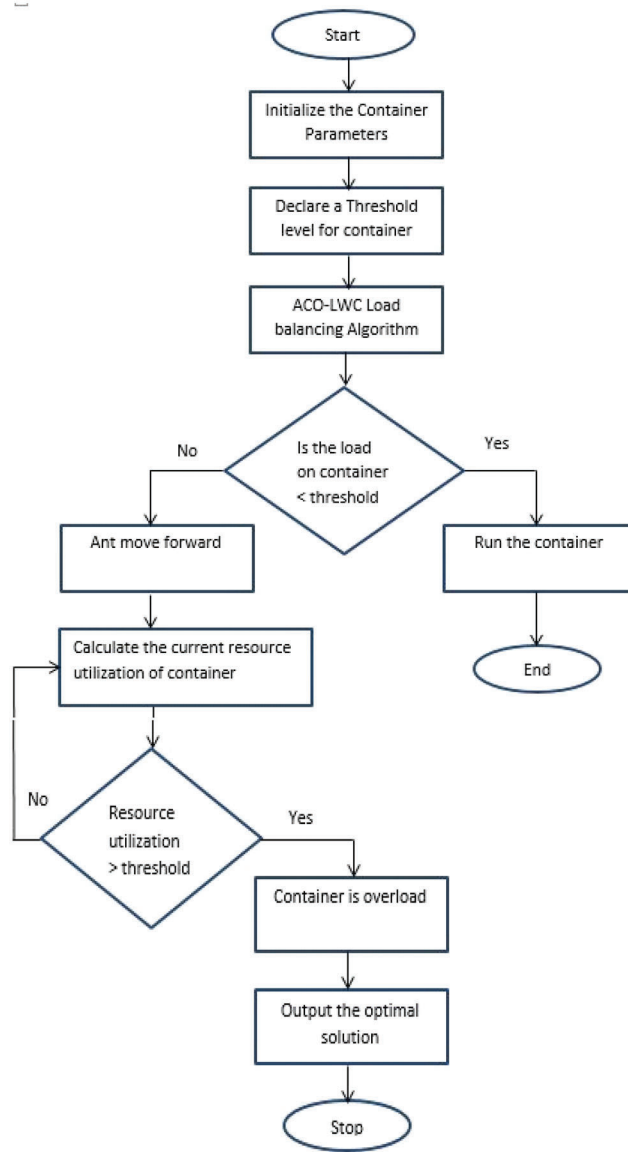 Start
Initialize the Container
Parameters
Declare a Threshold
level for container
ACO-LWC Load
balancing Algorithm
No
Is the load
on container
< threshold
Yes
Ant move forward
Run the container
Calculate the current resource
utilization of container
End
No
Resource
utilization
> threshold
Yes
Container is overload
Output the optimal
solution
Stop